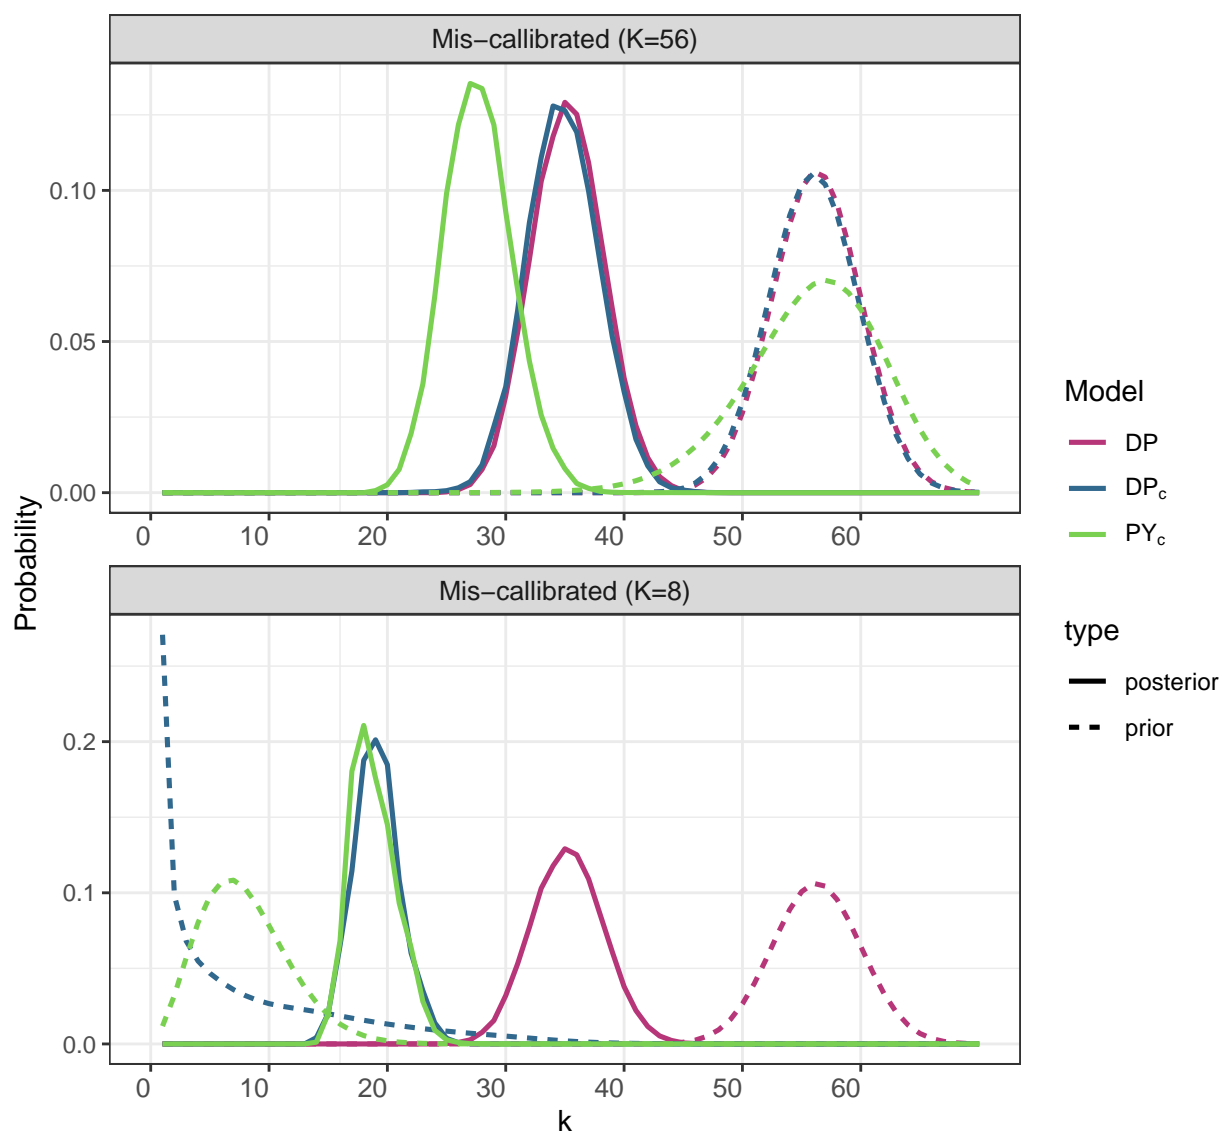 Mis−callibrated (K=56)
0.10
0.05
0.00
0 10 20 30 40 50 60
Probability
Mis−callibrated (K=8)
0.2
0.1
0.0
0 10 20 30 40 50 60
k
Model
DP
DPc
PYc
type
posterior
prior